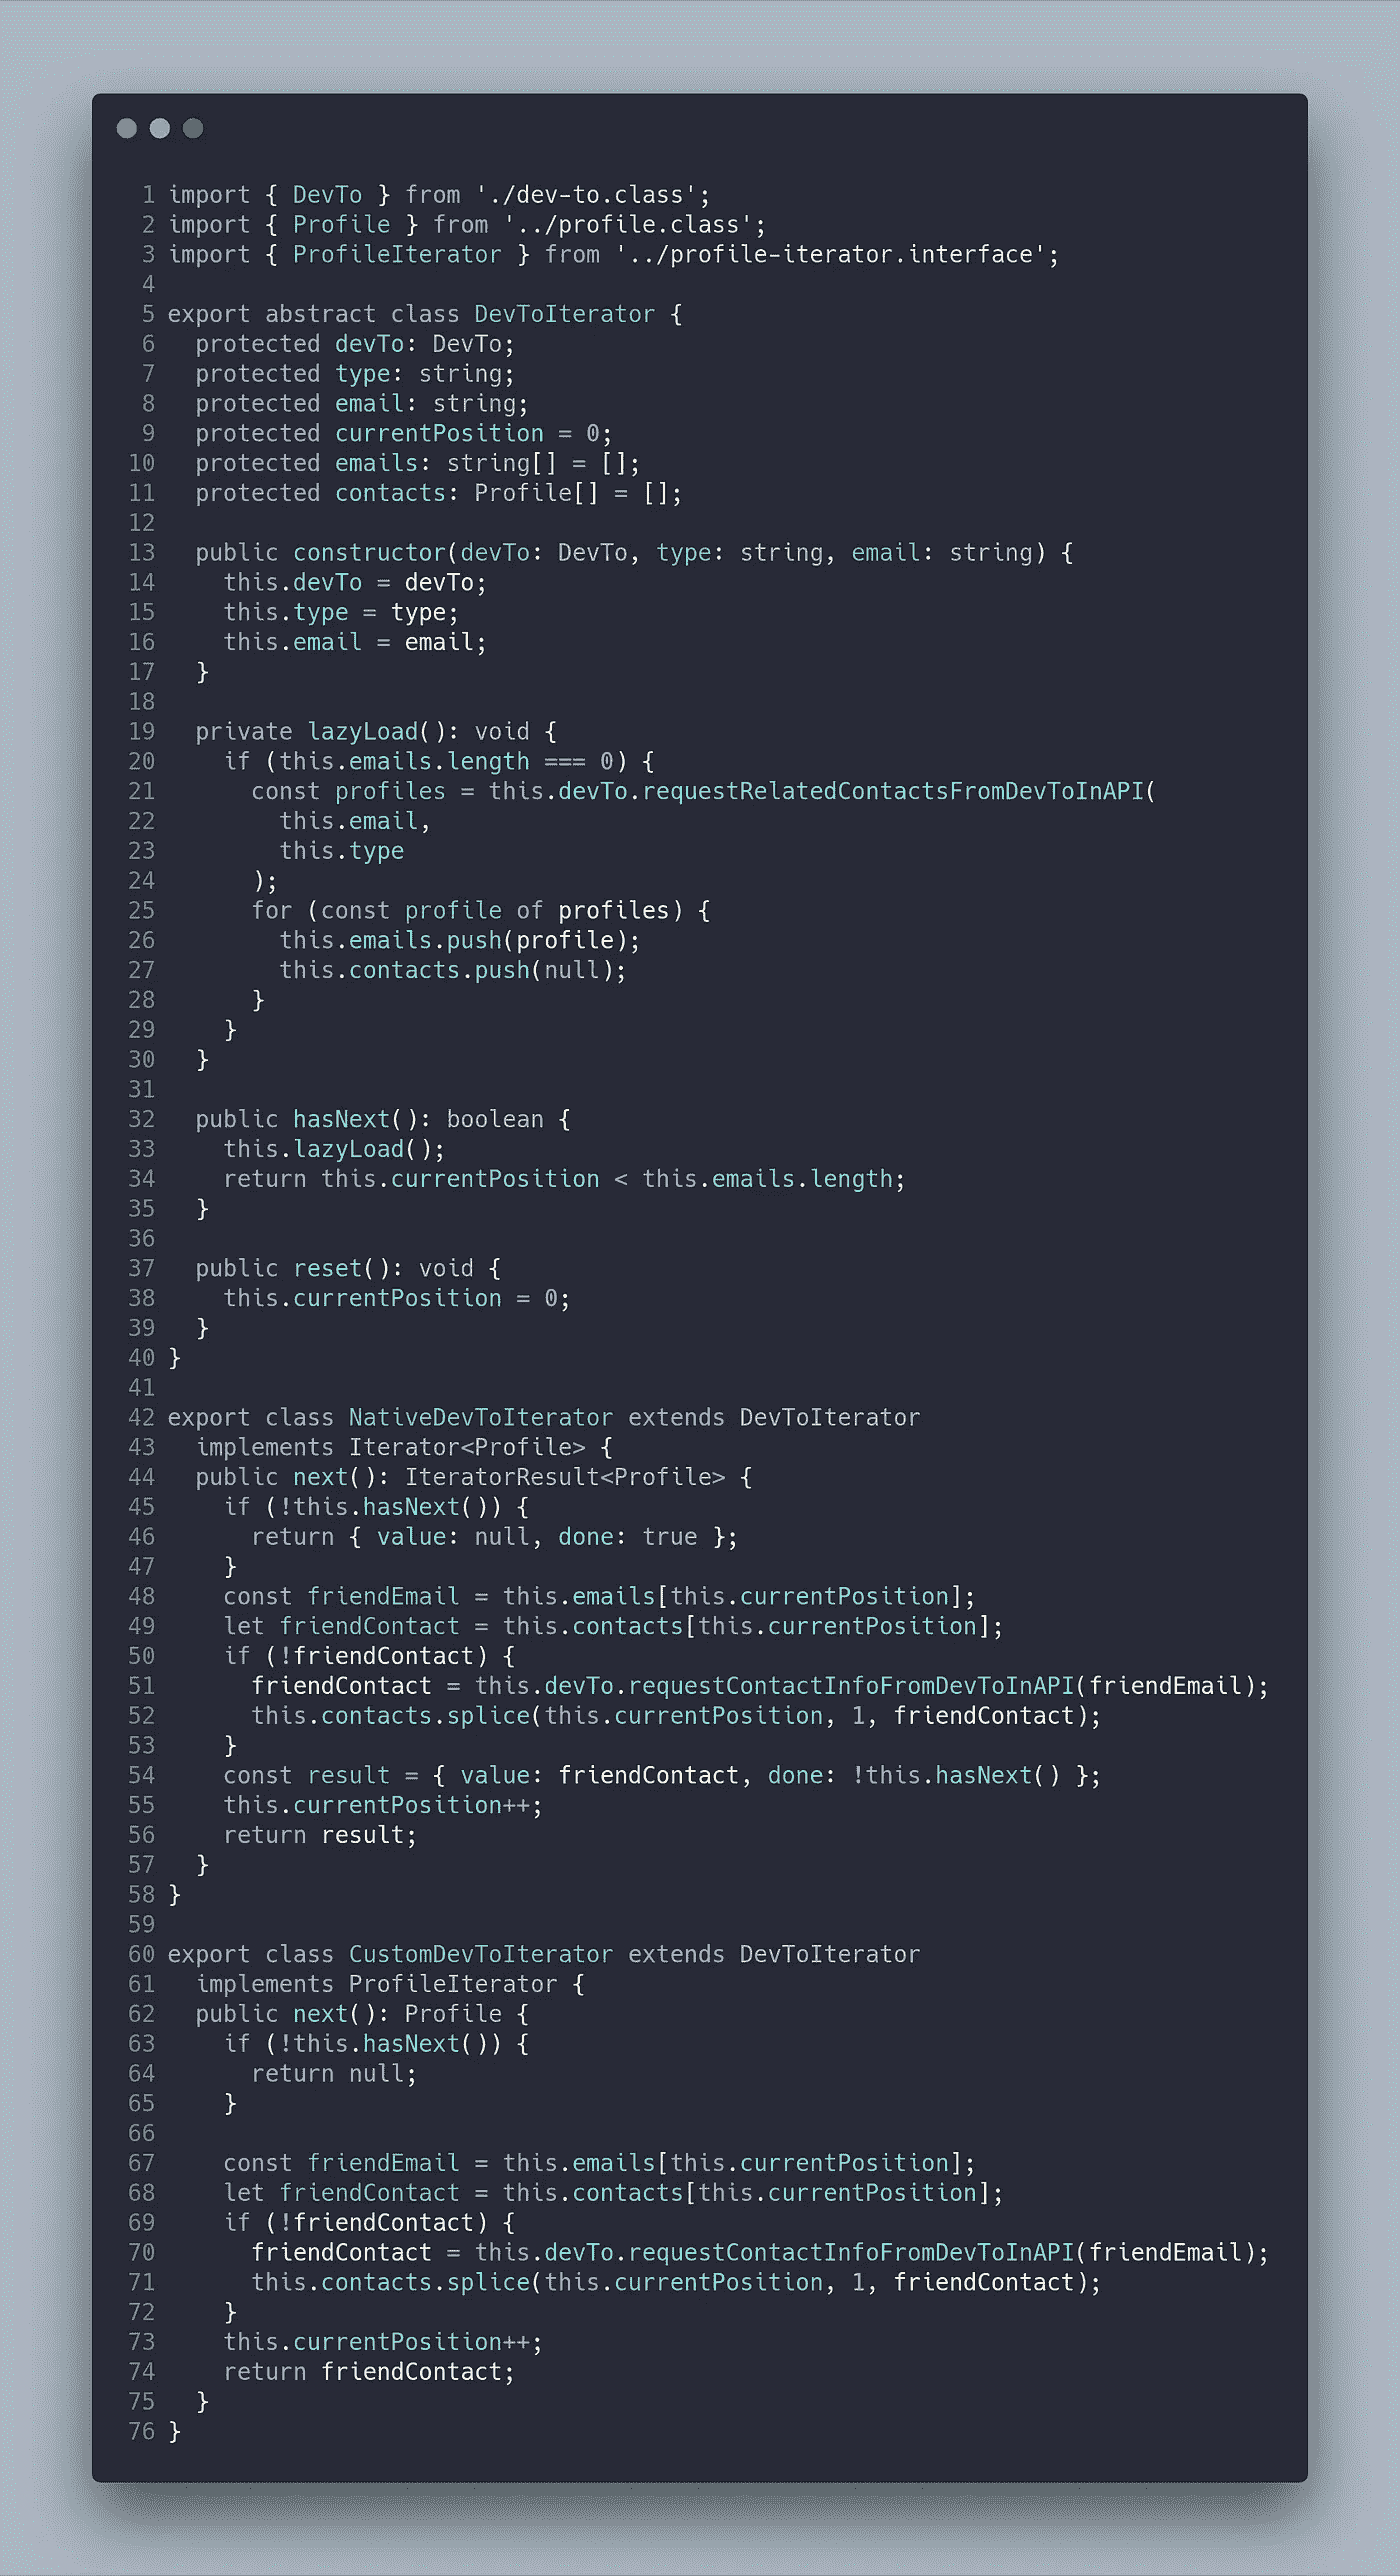 1 import { DevTo } from './dev-to.class';
2 import { Profile } from '../profile.class';
3 import { ProfileIterator } from '../profile-iterator.interface';
4
5 export abstract class DevToIterator {
6   protected devTo: DevTo;
7   protected type: string;
8   protected email: string;
9   protected currentPosition = 0;
10   protected emails: string[] = [];
11   protected contacts: Profile[] = [];
12
13   public constructor(devTo: DevTo, type: string, email: string) {
14     this.devTo = devTo;
15     this.type = type;
16     this.email = email;
17   }
18
19   private lazyLoad(): void {
20     if (this.emails.length === 0) {
21       const profiles = this.devTo.requestRelatedContactsFromDevToInAPI(
22         this.email,
23         this.type
24       );
25       for (const profile of profiles) {
26         this.emails.push(profile);
27         this.contacts.push(null);
28       }
29     }
30   }
31
32   public hasNext(): boolean {
33     this.lazyLoad();
34     return this.currentPosition < this.emails.length;
35   }
36
37   public reset(): void {
38     this.currentPosition = 0;
39   }
40 }
41
42 export class NativeDevToIterator extends DevToIterator
43   implements Iterator<Profile> {
44   public next(): IteratorResult<Profile> {
45     if (!this.hasNext()) {
46       return { value: null, done: true };
47     }
48     const friendEmail = this.emails[this.currentPosition];
49     let friendContact = this.contacts[this.currentPosition];
50     if (!friendContact) {
51       friendContact = this.devTo.requestContactInfoFromDevToInAPI(friendEmail);
52       this.contacts.splice(this.currentPosition, 1, friendContact);
53     }
54     const result = { value: friendContact, done: !this.hasNext() };
55     this.currentPosition++;
56     return result;
57   }
58 }
59
60 export class CustomDevToIterator extends DevToIterator
61   implements ProfileIterator {
62   public next(): Profile {
63     if (!this.hasNext()) {
64       return null;
65     }
66
67     const friendEmail = this.emails[this.currentPosition];
68     let friendContact = this.contacts[this.currentPosition];
69     if (!friendContact) {
70       friendContact = this.devTo.requestContactInfoFromDevToInAPI(friendEmail);
71       this.contacts.splice(this.currentPosition, 1, friendContact);
72     }
73     this.currentPosition++;
74     return friendContact;
75   }
76 }